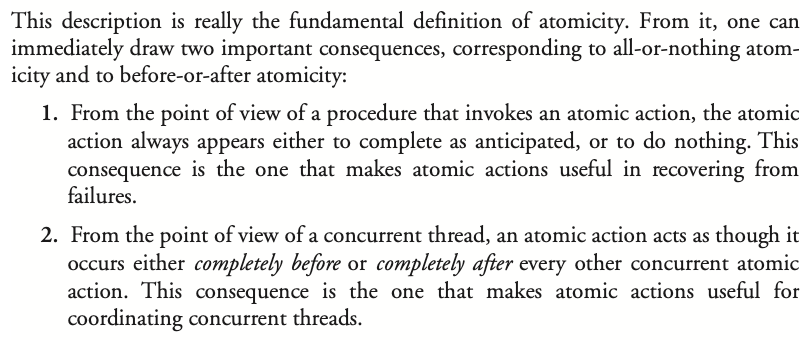 This description is really the fundamental definition of atomicity. From it, one can
immediately draw two important consequences, corresponding to all-or-nothing atom-
icity and to before-or-after atomicity:
1. From the point of view of a procedure that invokes an atomic action, the atomic
action always appears either to complete as anticipated, or to do nothing. This
consequence is the one that makes atomic actions useful in recovering from
failures.
2. From the point of view of a concurrent thread, an atomic action acts as though it
occurs either completely before or completely after every other concurrent atomic
action. This consequence is the one that makes atomic actions useful for
coordinating concurrent threads.